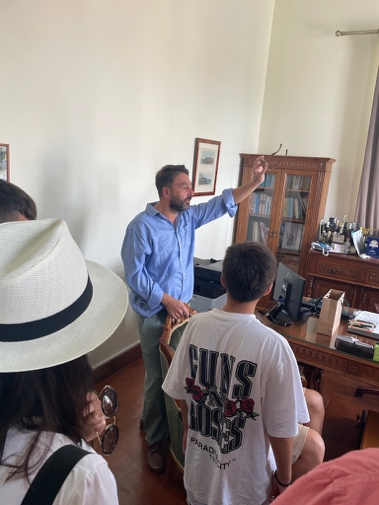 GUNS
N'
ROSES
PARADISE
CITY